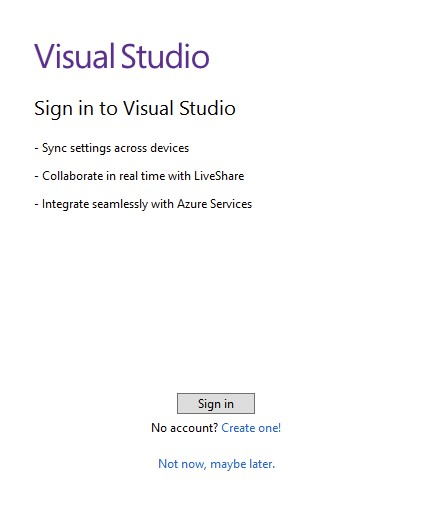 Visual Studio
Sign in to Visual Studio
- Sync settings across devices
- Collaborate in real time with LiveShare
- Integrate seamlessly with Azure Services
Sign in
No account? Create one!
Not now, maybe later.